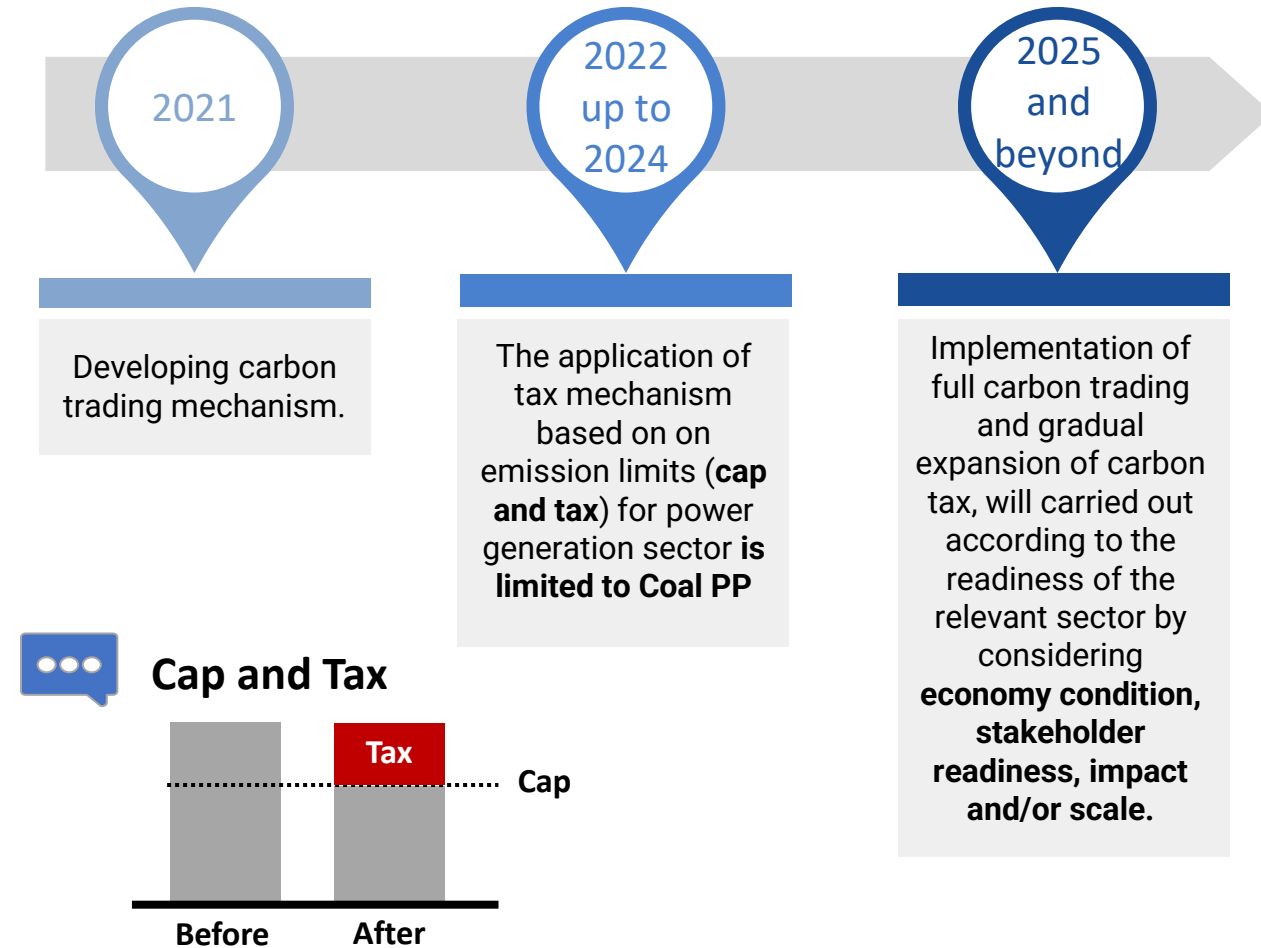 2021
2022
up to
2024
2025
and
beyond
Developing carbon
trading mechanism.
The application of
tax mechanism
based on on
emission limits (cap
and tax) for power
generation sector is
limited to Coal PP
Implementation of
full carbon trading
and gradual
expansion of carbon
tax, will carried out
according to the
readiness of the
relevant sector by
considering
economy condition,
stakeholder
readiness, impact
and/or scale.
Cap and Tax
Tax
Cap
Before
After